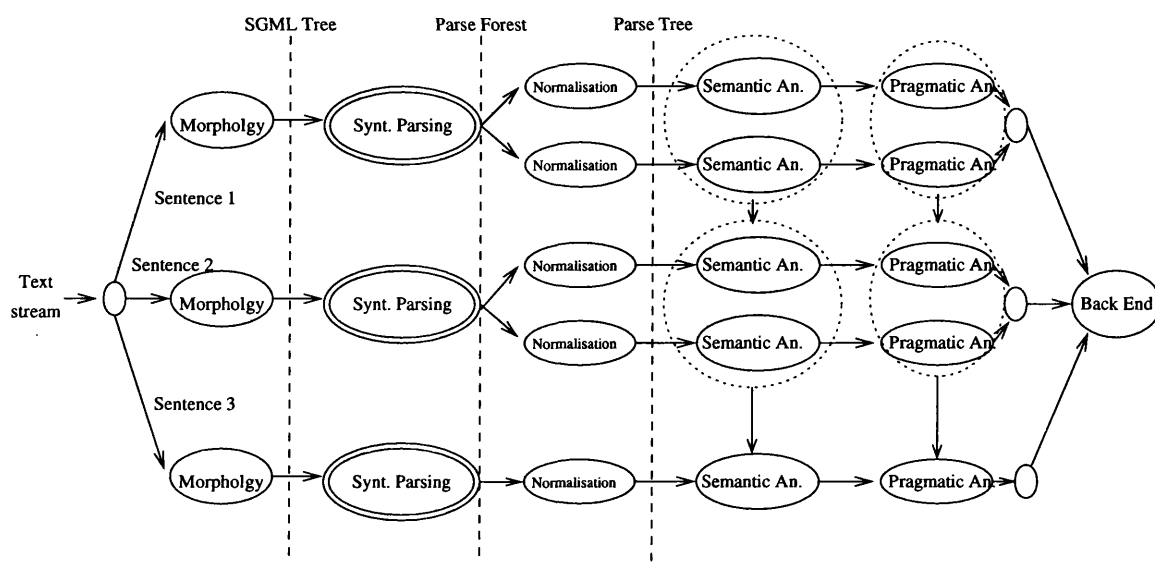 SGML Tree
Parse Forest
Parse Tree
Normalisation
Semantic An.
Pragmatic An.
Morpholgy
Synt. Parsing
Normalisation
Semantic An.
Pragmatic An.
Sentence 1
Sentence 2
Normalisation
Semantic An.
Pragmatic An.
Text
stream
Morpholgy
Synt. Parsing
Back End
Normalisation
Semantic An.
Pragmatic An.
Sentence 3
Morpholgy
Synt. Parsing
Normalisation
Semantic An.
Pragmatic An.